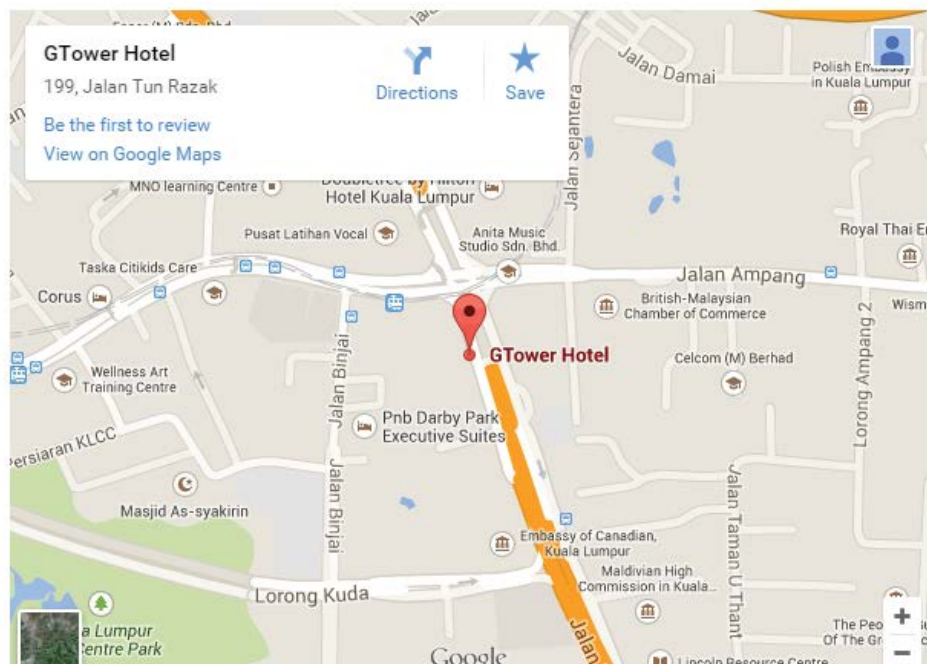 GTower Hotel
199, Jalan Tun Razak
Be the first to review
View on Google Maps
Directions
Save
Jalan Damai
Polish Embassy
in Kuala Lumpur
Jalan Sejantera
MNO learning Centre
Doubletree by Hilton
Hotel Kuala Lumpur
Pusat Latihan Vocal
Anita Music
Studio Sdn. Bhd.
Royal Thai
Taska Citikids Care
Jalan Ampang
Corus
British-Malaysian
Chamber of Commerce
Lorong Ampang 2
GTower Hotel
Celcom (M) Berhad
Wellness Art
Training Centre
Jalan Binjai
Pnb Darby Park
Executive Suites
Persiaran KLCC
Jalan Binjai
Masjid As-syakirin
Jalan Taman U Thant
Embassy of Canadian,
Kuala Lumpur
Maldivian High
Commission in Kuala...
Lorong Kuda
Lumpur
Centre Park
Jalan
Google
The
Of The
Lincoln Resource Centre